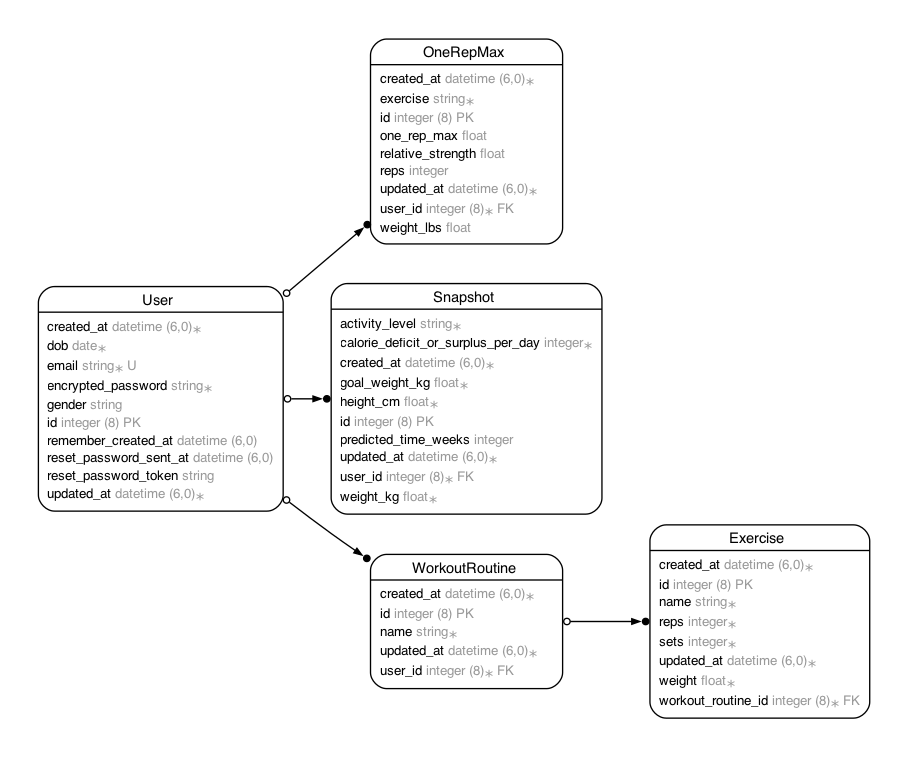 OneRepMax
created_at datetime (6,0)∗
exercise string∗
id integer (8) PK
one_rep_max float
relative_strength float
reps integer
updated_at datetime (6,0)∗
user_id integer (8)∗ FK
weight_lbs float
User
created_at datetime (6,0)∗
dob date∗
email string∗ U
encrypted_password string∗
gender string
id integer (8) PK
remember_created_at datetime (6,0)
reset_password_sent_at datetime (6,0)
reset_password_token string
updated_at datetime (6,0)∗
Snapshot
activity_level string∗
calorie_deficit_or_surplus_per_day integer∗
created_at datetime (6,0)∗
goal_weight_kg float∗
height_cm float∗
id integer (8) PK
predicted_time_weeks integer
updated_at datetime (6,0)∗
user_id integer (8)∗ FK
weight_kg float∗
WorkoutRoutine
created_at datetime (6,0)∗
id integer (8) PK
name string∗
updated_at datetime (6,0)∗
user_id integer (8)∗ FK
Exercise
created_at datetime (6,0)∗
id integer (8) PK
name string∗
reps integer∗
sets integer∗
updated_at datetime (6,0)∗
weight float∗
workout_routine_id integer (8)∗ FK